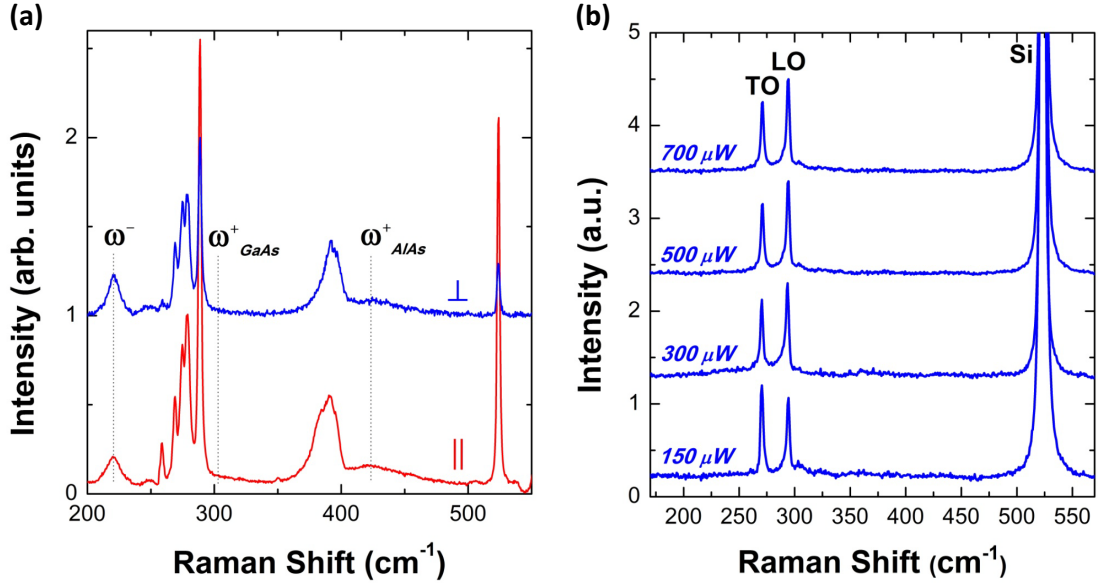 (a)
2
1
0
200
300
400
500
Intensity (arb. units)
Raman Shift (cm⁻¹)
ω⁻
ω⁺ GaAs
ω⁺ AlAs
⊥
||
(b)
5
4
3
2
1
0
200
250
300
350
400
450
500
550
Intensity (a.u.)
Raman Shift (cm⁻¹)
TO
LO
Si
700 μW
500 μW
300 μW
150 μW